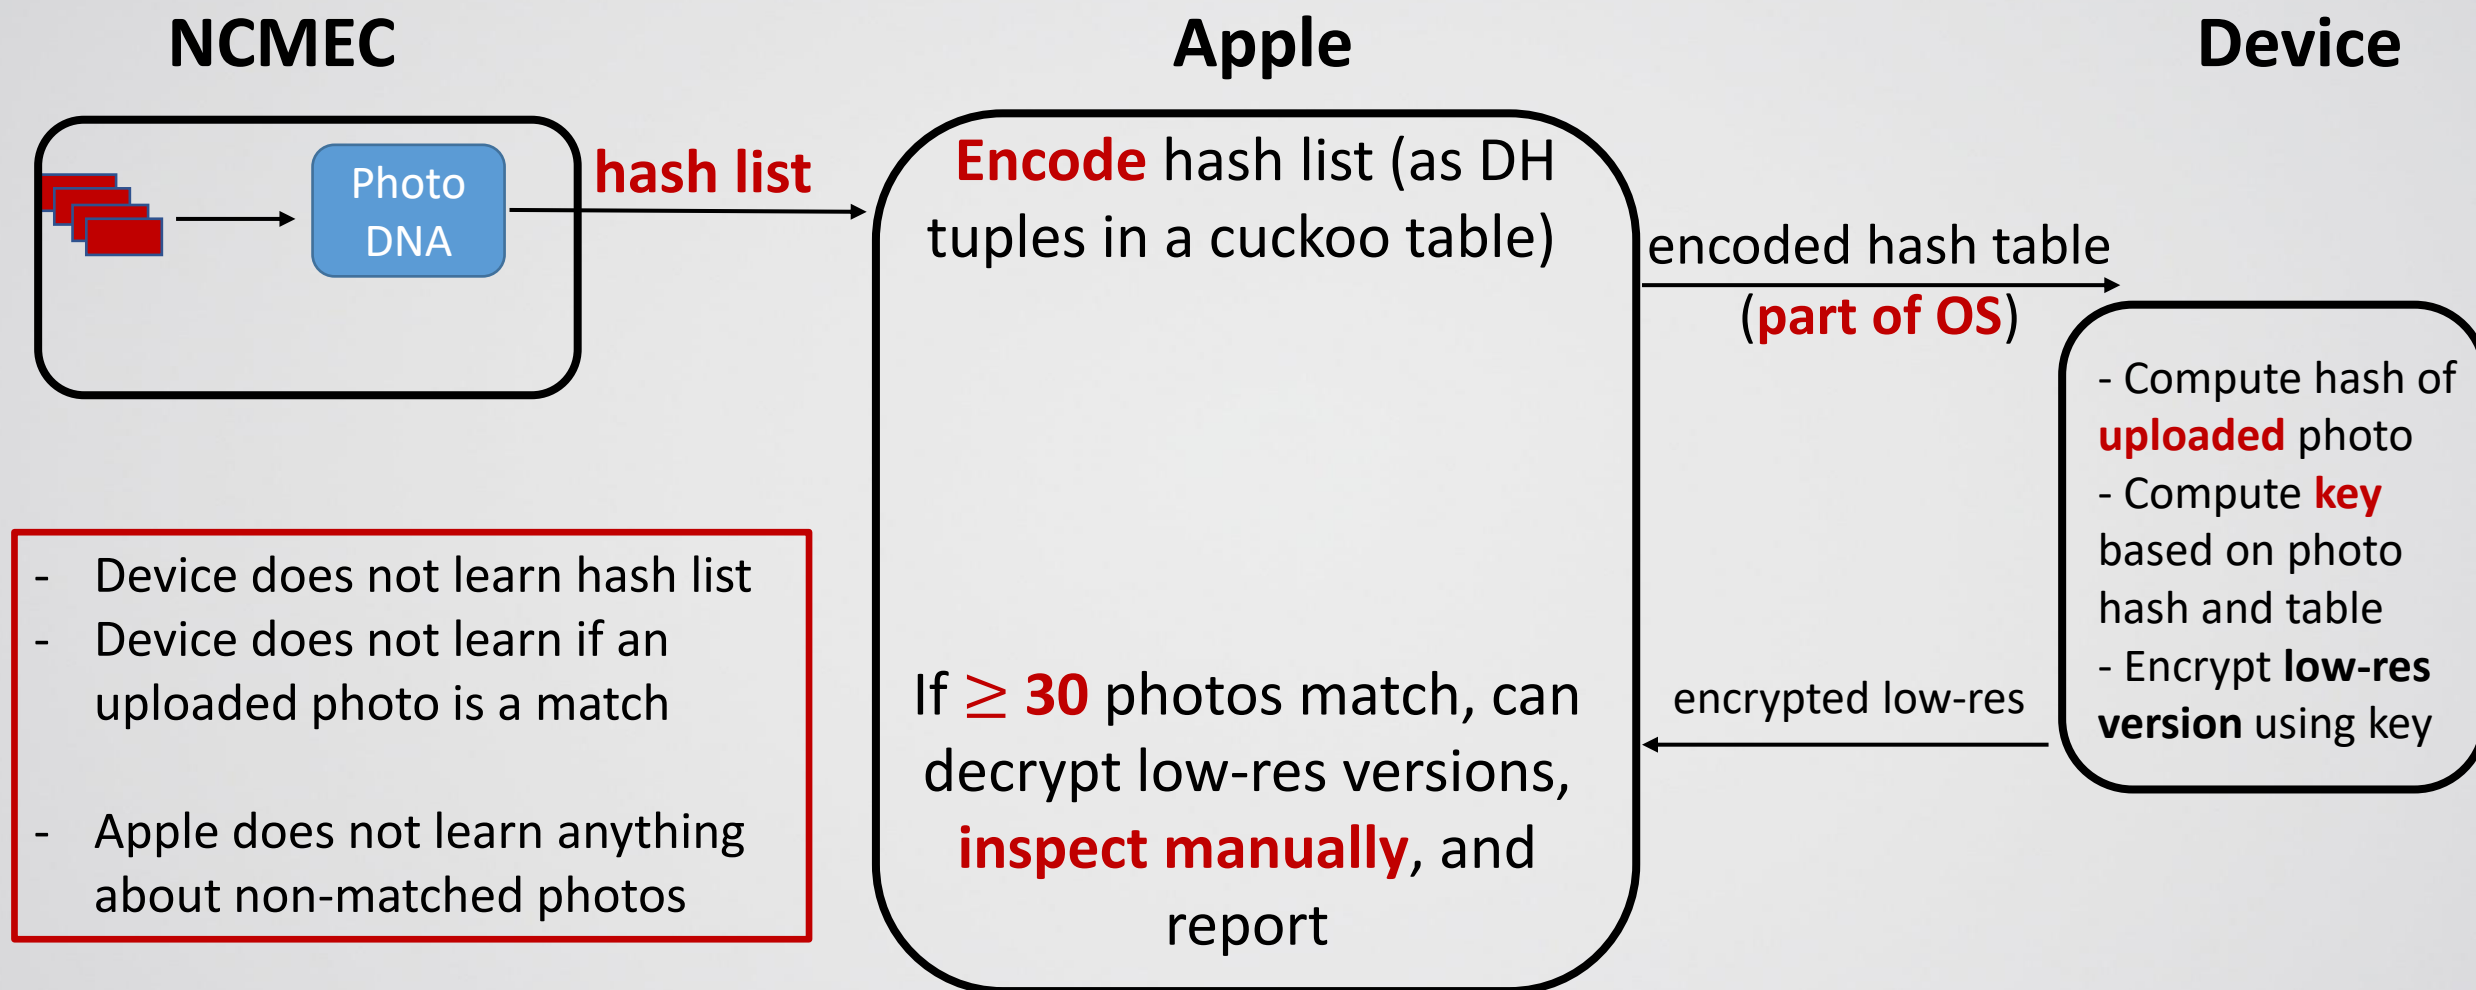 NCMEC
Photo
DNA
hash list
- Device does not learn hash list
- Device does not learn if an
uploaded photo is a match
- Apple does not learn anything
about non-matched photos
Apple
Encode hash list (as DH
tuples in a cuckoo table)
If ≥ 30 photos match, can
decrypt low-res versions,
inspect manually, and
report
encoded hash table
(part of OS)
encrypted low-res
Device
- Compute hash of
uploaded photo
- Compute key
based on photo
hash and table
- Encrypt low-res
version using key